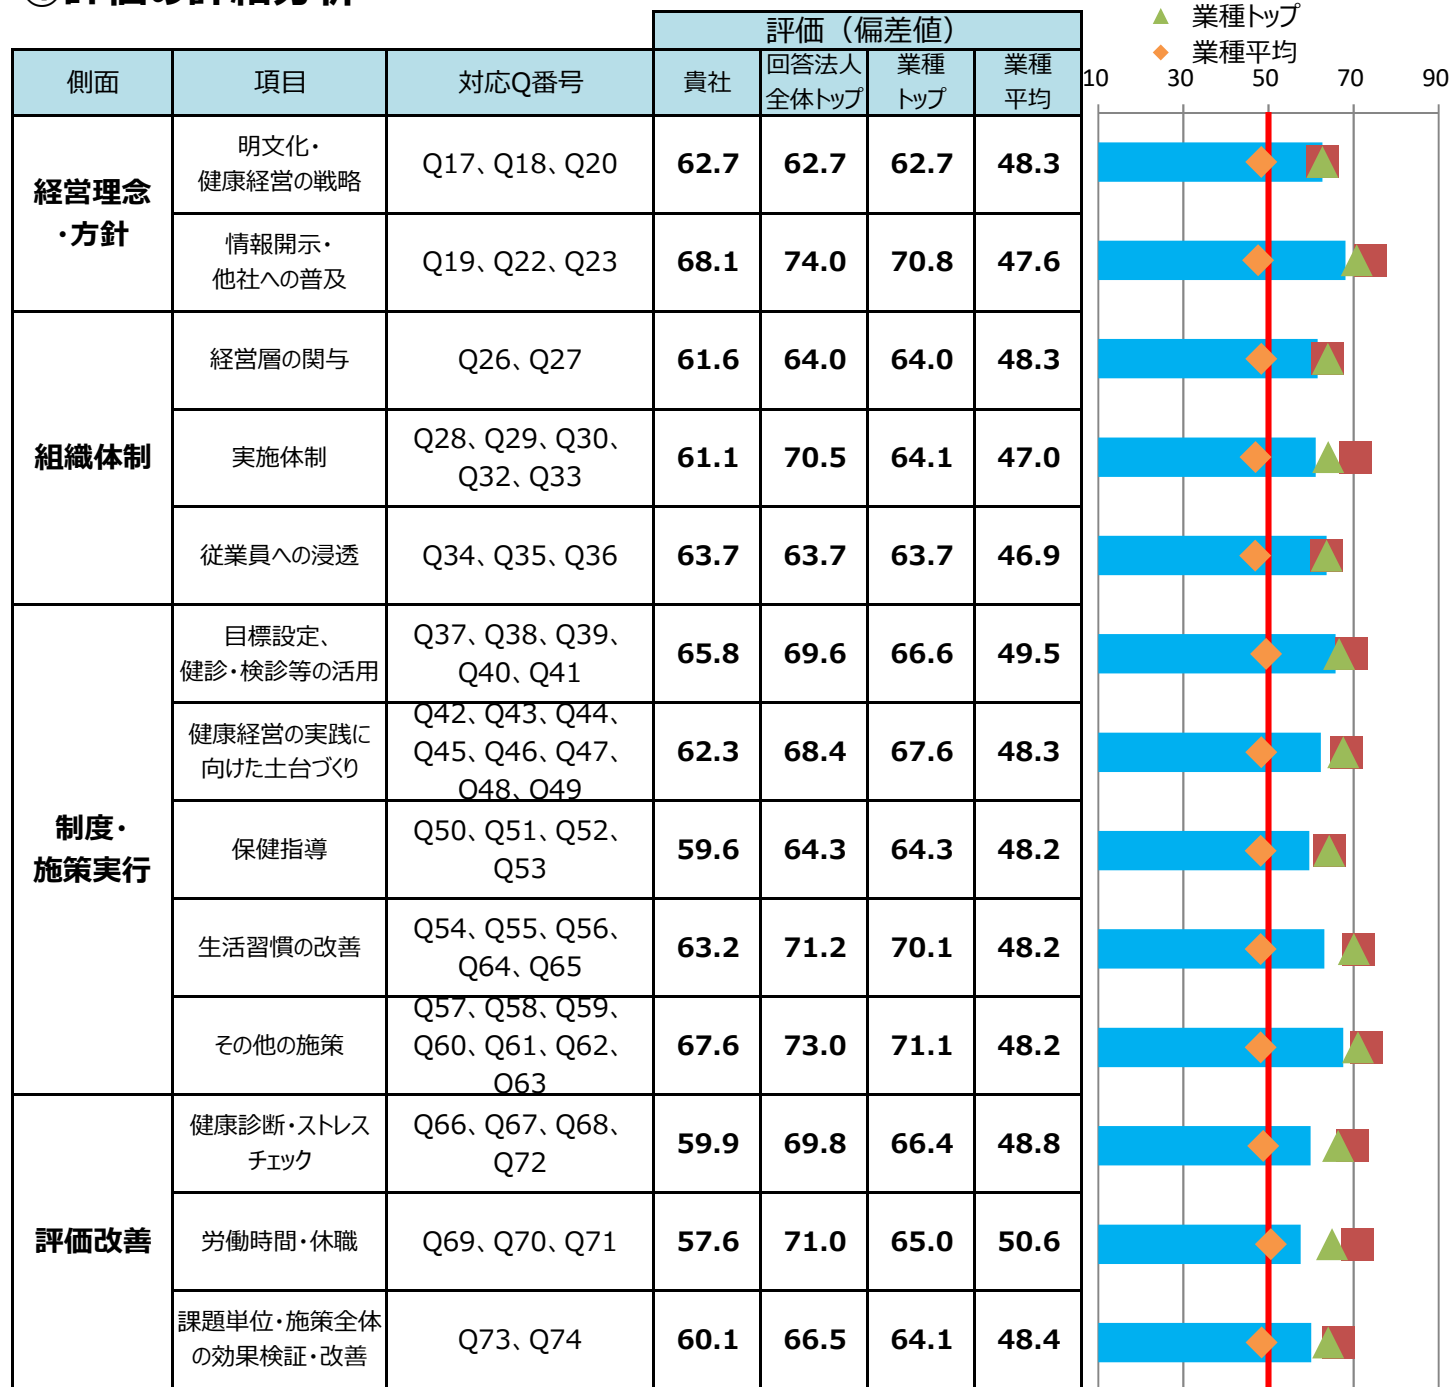 ①評価の詳細分析
▲ 業種トップ
◆ 業種平均
評価（偏差値）
側面 項目 対応Q番号 貴社 回答法人全体トップ 業種トップ 業種平均
10 30 50 70 90
経営理念・方針
明文化・健康経営の戦略 Q17、Q18、Q20 62.7 62.7 62.7 48.3
情報開示・他社への普及 Q19、Q22、Q23 68.1 74.0 70.8 47.6
組織体制
経営層の関与 Q26、Q27 61.6 64.0 64.0 48.3
実施体制 Q28、Q29、Q30、Q32、Q33 61.1 70.5 64.1 47.0
従業員への浸透 Q34、Q35、Q36 63.7 63.7 63.7 46.9
制度・施策実行
目標設定、健診・検診等の活用 Q37、Q38、Q39、Q40、Q41 65.8 69.6 66.6 49.5
健康経営の実践に向けた土台づくり Q42、Q43、Q44、Q45、Q46、Q47、Q48、Q49 62.3 68.4 67.6 48.3
保健指導 Q50、Q51、Q52、Q53 59.6 64.3 64.3 48.2
生活習慣の改善 Q54、Q55、Q56、Q64、Q65 63.2 71.2 70.1 48.2
その他の施策 Q57、Q58、Q59、Q60、Q61、Q62、Q63 67.6 73.0 71.1 48.2
評価改善
健康診断・ストレスチェック Q66、Q67、Q68、Q72 59.9 69.8 66.4 48.8
労働時間・休職 Q69、Q70、Q71 57.6 71.0 65.0 50.6
課題単位・施策全体の効果検証・改善 Q73、Q74 60.1 66.5 64.1 48.4